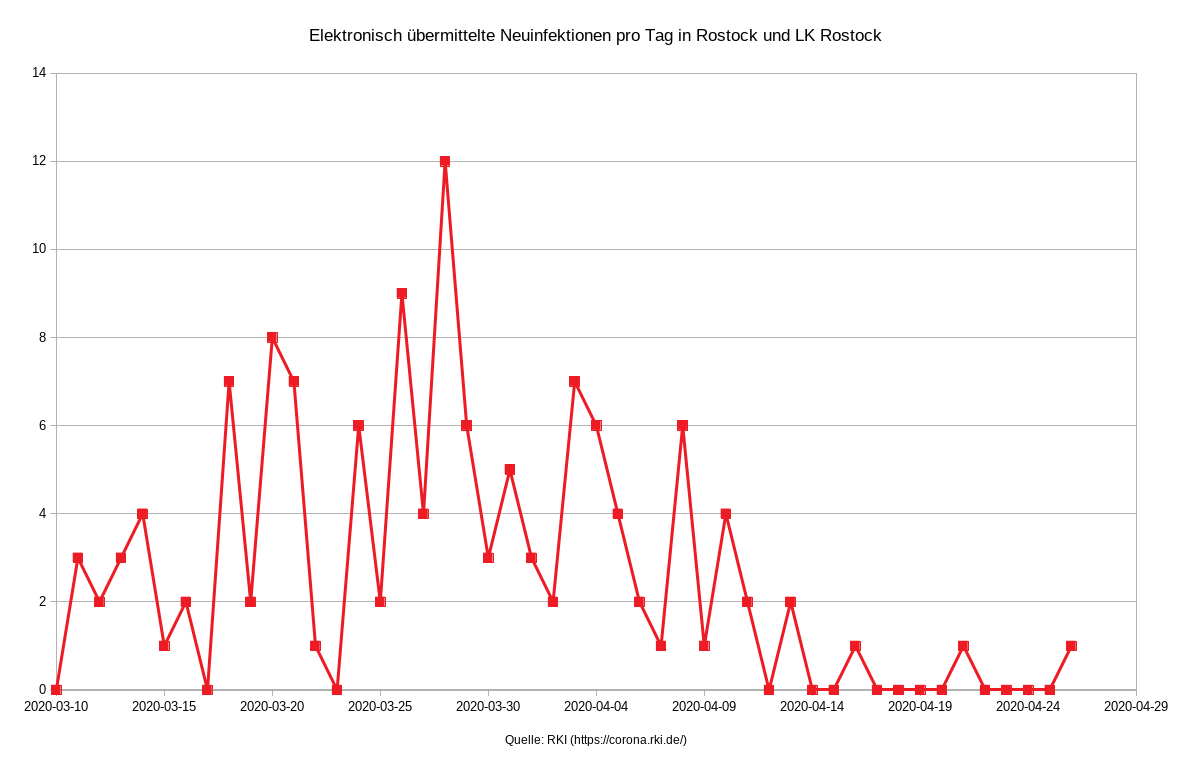 Elektronisch übermittelte Neuinfektionen pro Tag in Rostock und LK Rostock
14
12
10
8
6
4
2
0
2020-03-10 2020-03-15 2020-03-20 2020-03-25 2020-03-30 2020-04-04 2020-04-09 2020-04-14 2020-04-19 2020-04-24 2020-04-29
Quelle: RKI (https://corona.rki.de/)